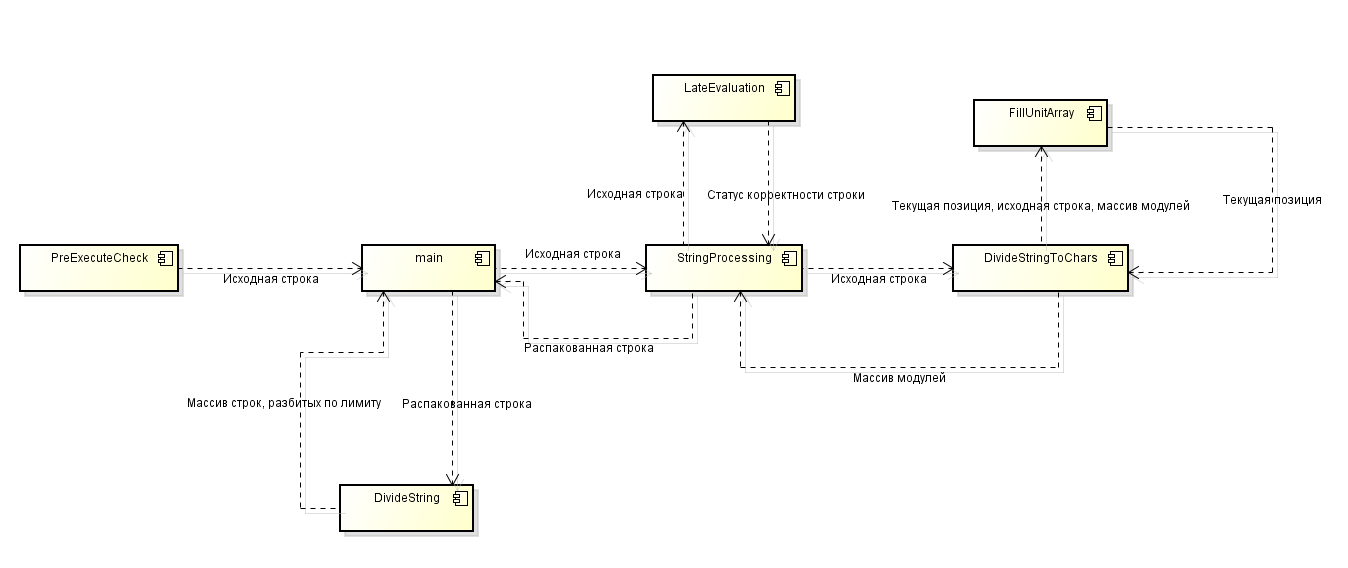 LateEvaluation
FillUnitArray
Исходная строка
Статус корректности строки
Текущая позиция, исходная строка, массив модулей
Текущая позиция
PreExecuteCheck
main
Исходная строка
StringProcessing
DivideStringToChars
Исходная строка
Исходная строка
Распакованная строка
Массив модулей
Массив строк, разбитых по лимиту
Распакованная строка
DivideString